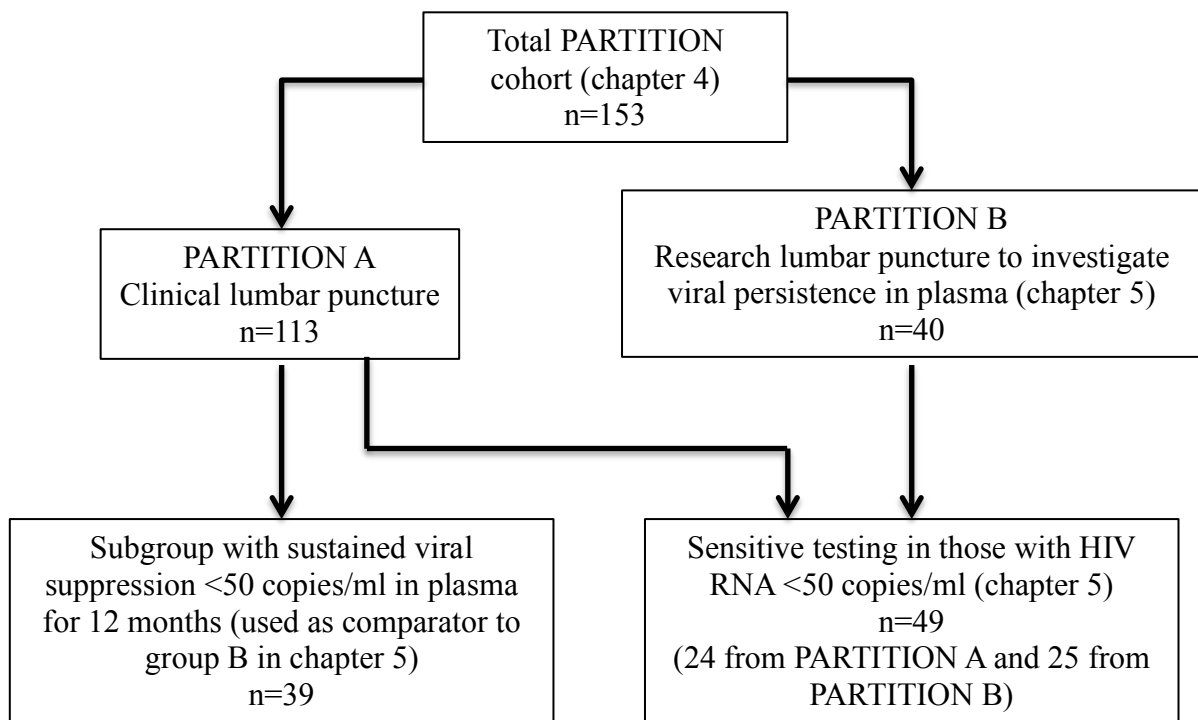 Total PARTITION
cohort (chapter 4)
n=153
PARTITION A
Clinical lumbar puncture
n=113
PARTITION B
Research lumbar puncture to investigate
viral persistence in plasma (chapter 5)
n=40
Subgroup with sustained viral
suppression <50 copies/ml in plasma
for 12 months (used as comparator to
group B in chapter 5)
n=39
Sensitive testing in those with HIV
RNA <50 copies/ml (chapter 5)
n=49
(24 from PARTITION A and 25 from
PARTITION B)